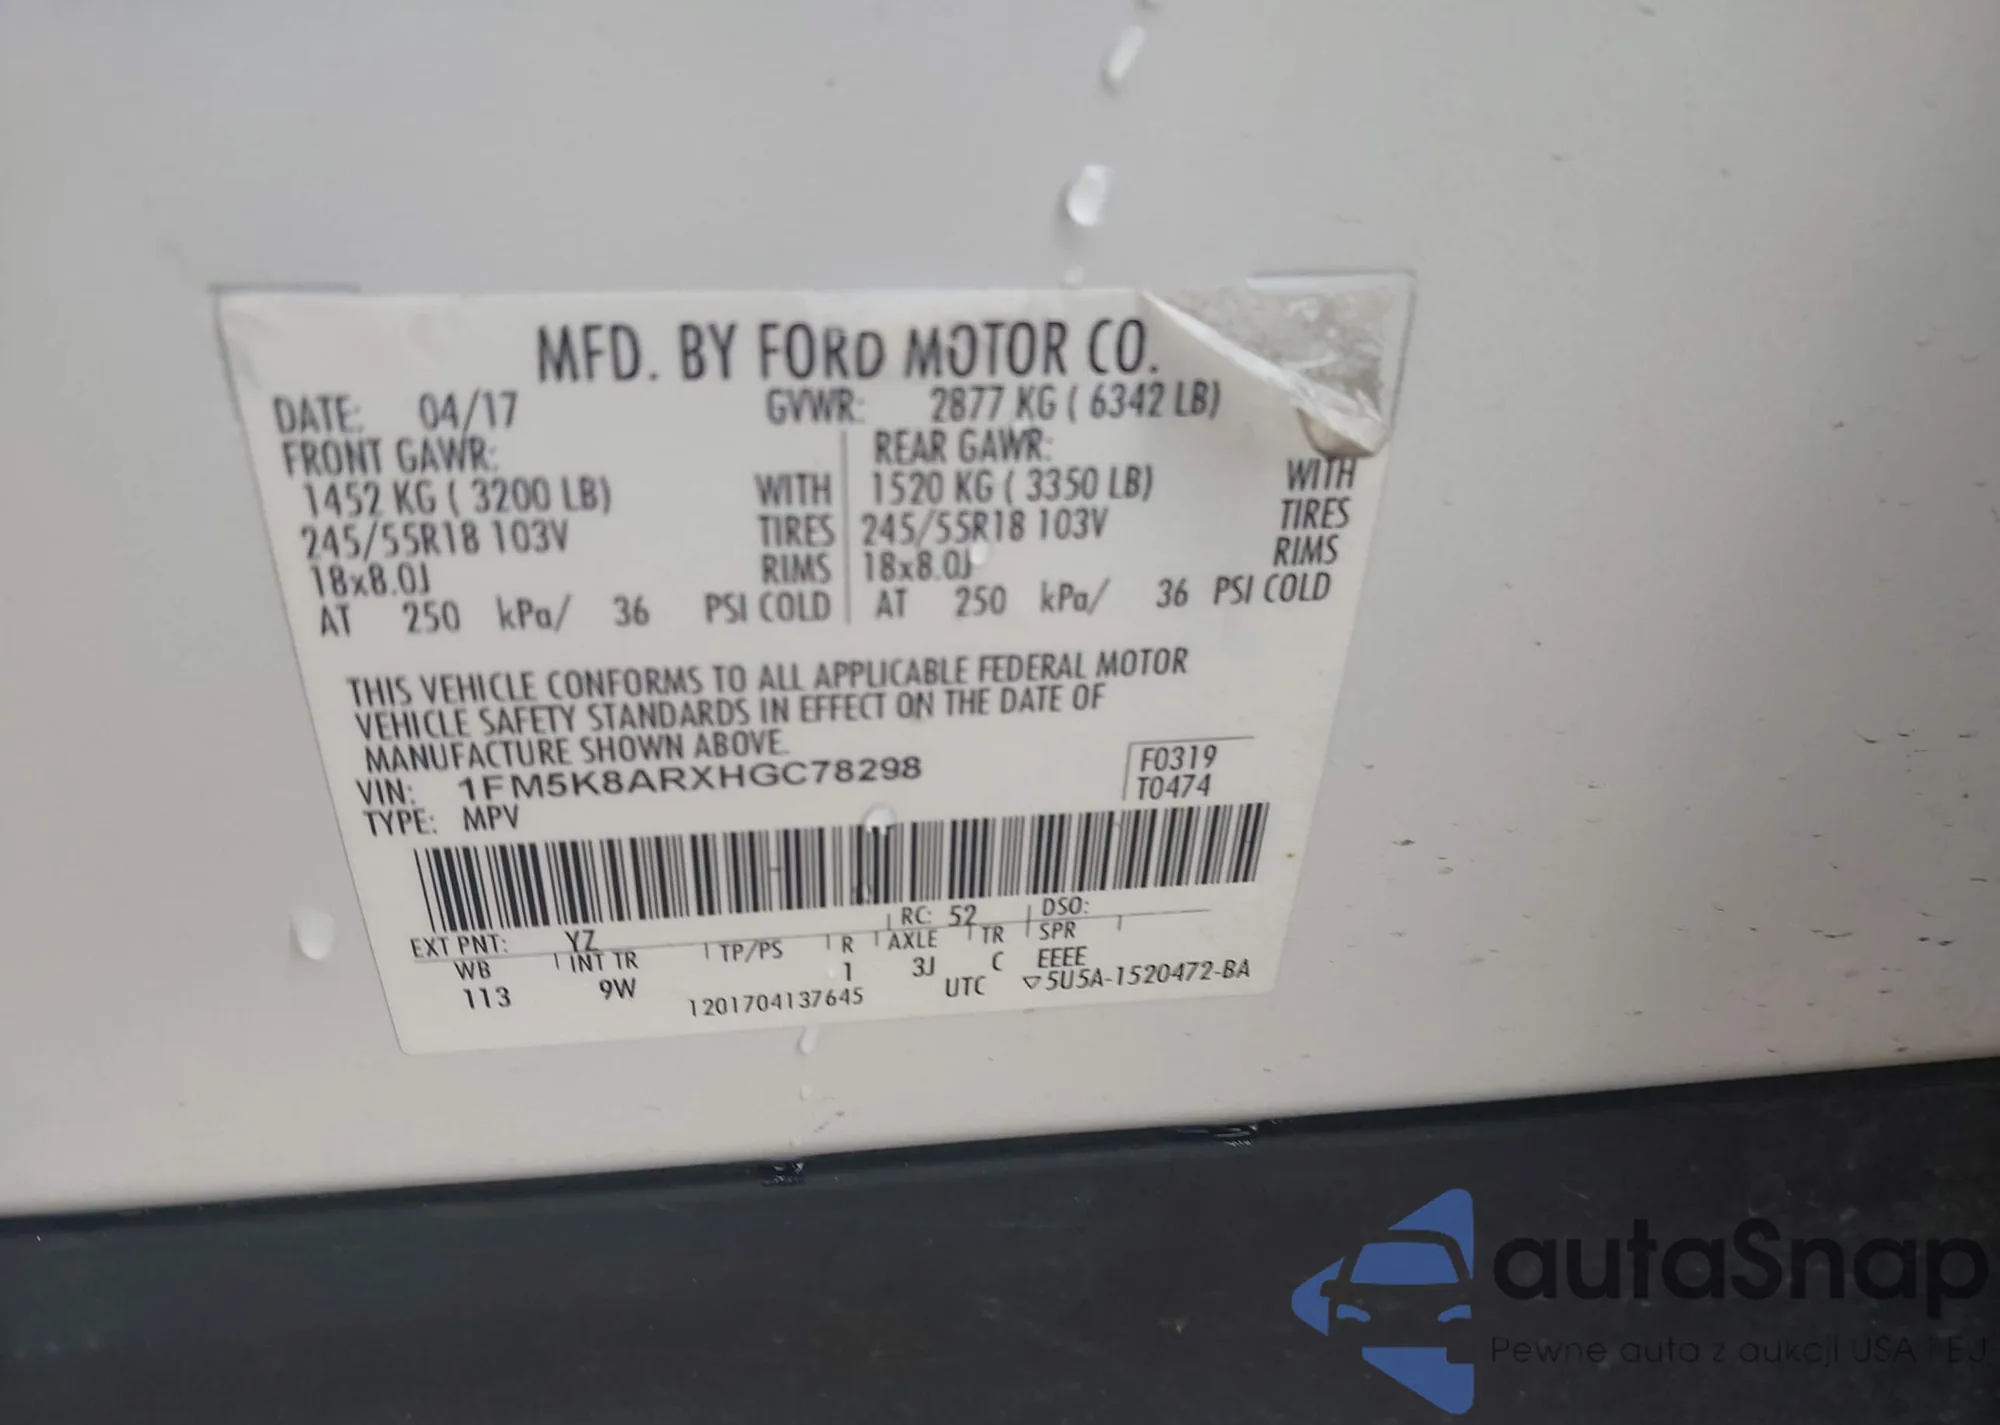 MFD. BY FORD MOTOR CO.
DATE: 04/17 GVWR: 2877 KG ( 6342 LB)
FRONT GAWR: REAR GAWR:
1452 KG ( 3200 LB) WITH 1520 KG ( 3350 LB) WITH
245/55R18 103V TIRES 245/55R18 103V TIRES
18x8.0J RIMS 18x8.0J RIMS
AT 250 kPa/ 36 PSI COLD AT 250 kPa/ 36 PSI COLD
THIS VEHICLE CONFORMS TO ALL APPLICABLE FEDERAL MOTOR
VEHICLE SAFETY STANDARDS IN EFFECT ON THE DATE OF
MANUFACTURE SHOWN ABOVE.
VIN: 1FM5K8ARXHGC78298 F0319
TYPE: MPV T0474
RC: 52 DSO:
EXT PNT: YZ
WB INT TR TP/PS R AXLE TR SPR
113 9W 1 3J C EEEE
1201704137645 UTC ▽5U5A-1520472-BA
autaSnap
Pewne auta z aukcji USA i EU